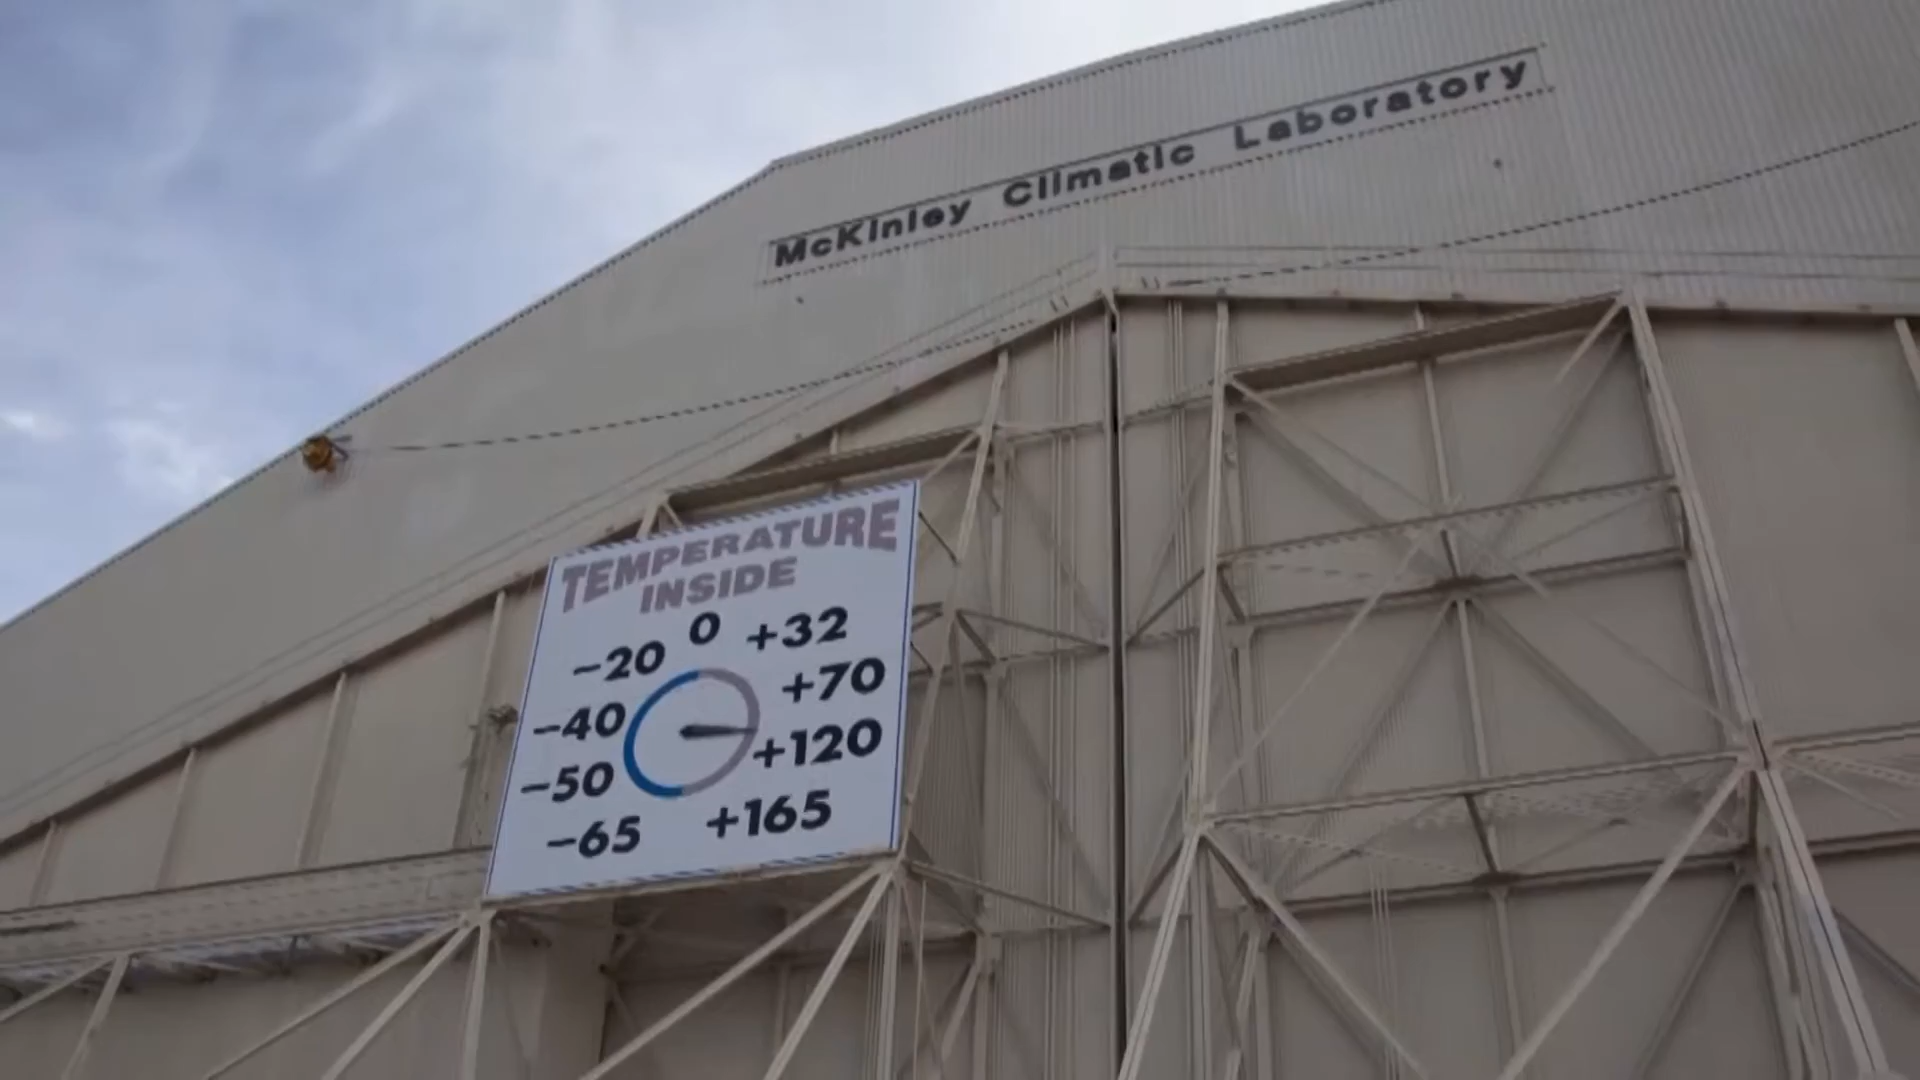 McKinley Climatic Laboratory
TEMPERATURE
INSIDE
0
-20 +32
-40 +70
-50 +120
-65 +165